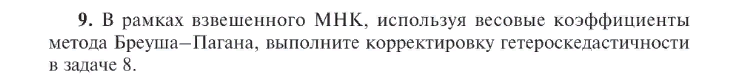 9. В рамках взвешенного МНК, используя весовые коэффициенты
метода Бреуша—Пагана, выполните корректировку гетероскедастичности
в задаче 8.